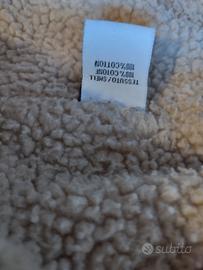 TESSUTO/SHELL
100% COTONE
100% COTTON
subito